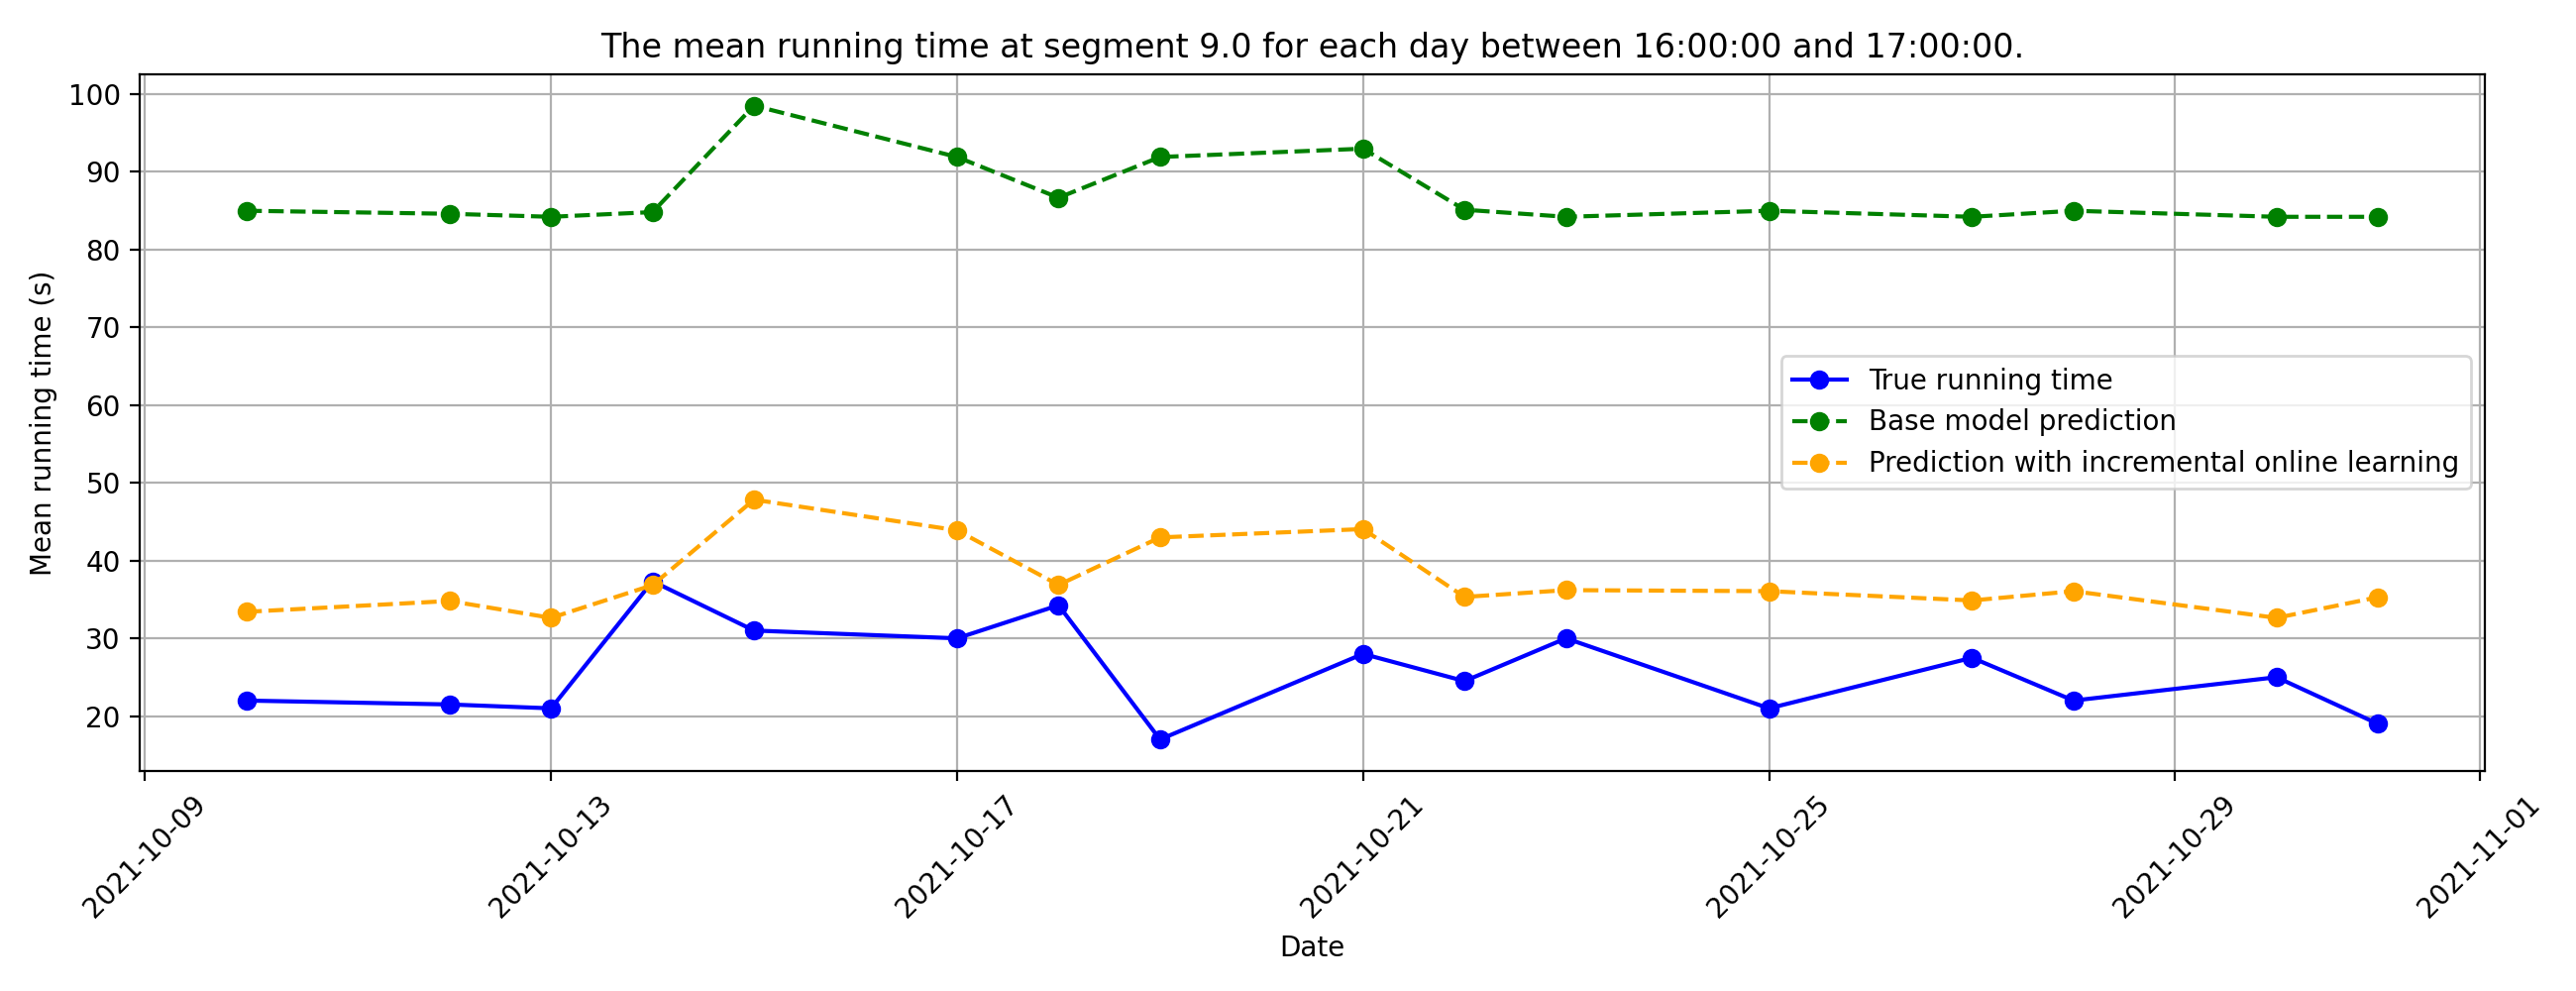 The mean running time at segment 9.0 for each day between 16:00:00 and 17:00:00.
100
90
80
70
60
50
40
30
20
Mean running time (s)
True running time
Base model prediction
Prediction with incremental online learning
2021-10-09
2021-10-13
2021-10-17
2021-10-21
2021-10-25
2021-10-29
2021-11-01
Date